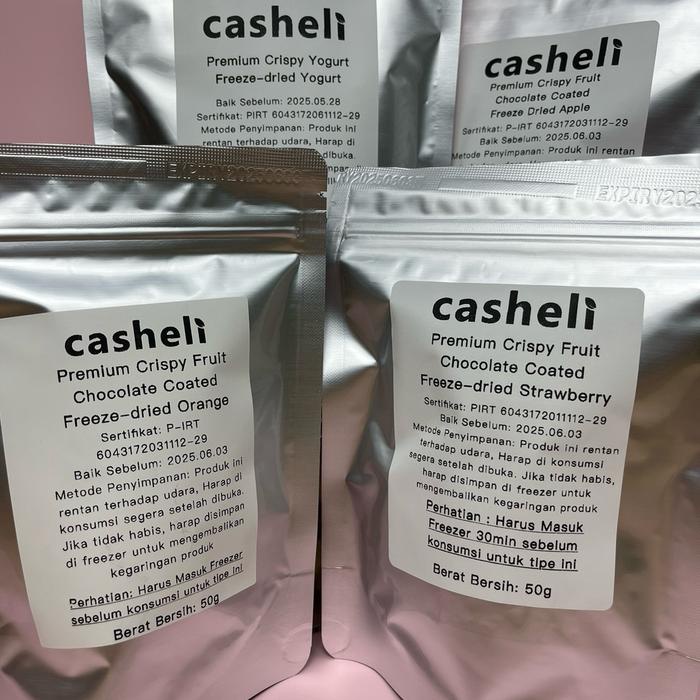 casheli
Premium Crispy Yogurt
Freeze-dried Yogurt
Baik Sebelum: 2025.05.28
Sertifikat: PIRT 6043172061112-29
Metode Penyimpanan: Produk ini
rentan terhadap udara, Harap di
dibuka.
casheli
Premium Crispy Fruit
Chocolate Coated
Freeze Dried Apple
Sertifikat: P-IRT 6043172031112-29
Baik Sebelum: 2025.06.03
Metode Penyimpanan: Produk ini rentan
casheli
Premium Crispy Fruit
Chocolate Coated
Freeze-dried Orange
Sertifikat: P-IRT
6043172031112-29
Baik Sebelum: 2025.06.03
Metode Penyimpanan: Produk ini
rentan terhadap udara, Harap di
konsumsi segera setelah dibuka.
Jika tidak habis, harap disimpan
di freezer untuk mengembalikan
kegaringan produk
Perhatian: Harus Masuk Freezer
sebelum konsumsi untuk tipe ini
Berat Bersih: 50g
casheli
Premium Crispy Fruit
Chocolate Coated
Freeze-dried Strawberry
Sertifikat: PIRT 6043172011112-29
Baik Sebelum: 2025.06.03
Metode Penyimpanan: Produk ini rentan
terhadap udara, Harap di konsumsi
segera setelah dibuka. Jika tidak habis,
harap disimpan di freezer untuk
mengembalikan kegaringan produk
Perhatian : Harus Masuk
Freezer 30min sebelum
konsumsi untuk tipe ini
Berat Bersih: 50g